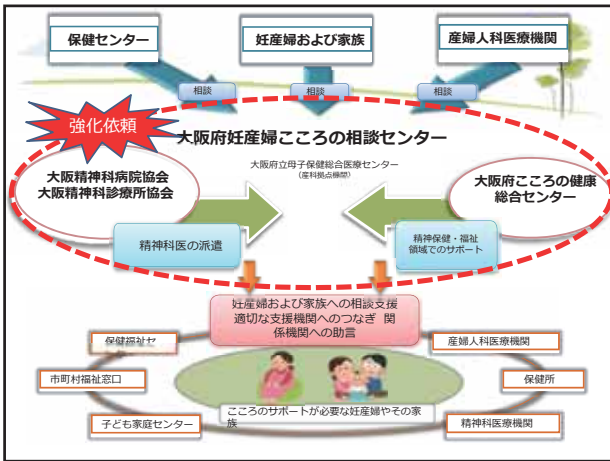 保健センター
妊産婦および家族
産婦人科医療機関
相談
相談
相談
強化依頼
大阪府妊産婦こころの相談センター
大阪府立母子保健総合医療センター
（産科拠点機関）
大阪精神科病院協会
大阪精神科診療所協会
大阪府こころの健康
総合センター
精神科医の派遣
精神保健・福祉
領域でのサポート
妊産婦および家族への相談支援
適切な支援機関へのつなぎ 関
係機関への助言
保健福祉セ
産婦人科医療機関
市町村福祉窓口
保健所
こころのサポートが必要な妊産婦やその家
族
子ども家庭センター
精神科医療機関